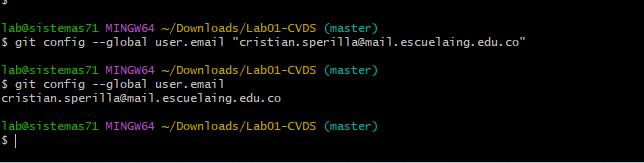 $
lab@sistemas71 MINGW64 ~/Downloads/Lab01-CVDS (master)
$ git config --global user.email "cristian.sperilla@mail.escuelaing.edu.co"
lab@sistemas71 MINGW64 ~/Downloads/Lab01-CVDS (master)
$ git config --global user.email
cristian.sperilla@mail.escuelaing.edu.co
lab@sistemas71 MINGW64 ~/Downloads/Lab01-CVDS (master)
$